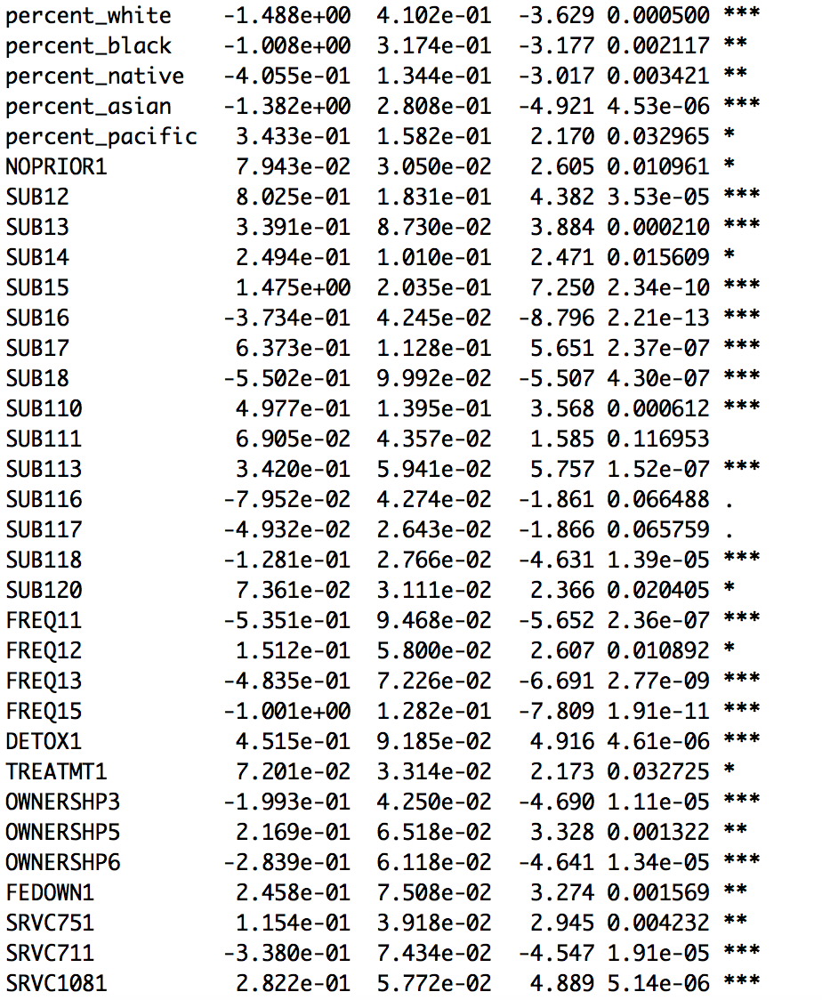 percent_white -1.488e+00 4.102e-01 -3.629 0.000500 ***
percent_black -1.008e+00 3.174e-01 -3.177 0.002117 **
percent_native -4.055e-01 1.344e-01 -3.017 0.003421 **
percent_asian -1.382e+00 2.808e-01 -4.921 4.53e-06 ***
percent_pacific 3.433e-01 1.582e-01 2.170 0.032965 *
NOPRIOR1 7.943e-02 3.050e-02 2.605 0.010961 *
SUB12 8.025e-01 1.831e-01 4.382 3.53e-05 ***
SUB13 3.391e-01 8.730e-02 3.884 0.000210 ***
SUB14 2.494e-01 1.010e-01 2.471 0.015609 *
SUB15 1.475e+00 2.035e-01 7.250 2.34e-10 ***
SUB16 -3.734e-01 4.245e-02 -8.796 2.21e-13 ***
SUB17 6.373e-01 1.128e-01 5.651 2.37e-07 ***
SUB18 -5.502e-01 9.992e-02 -5.507 4.30e-07 ***
SUB110 4.977e-01 1.395e-01 3.568 0.000612 ***
SUB111 6.905e-02 4.357e-02 1.585 0.116953
SUB113 3.420e-01 5.941e-02 5.757 1.52e-07 ***
SUB116 -7.952e-02 4.274e-02 -1.861 0.066488 .
SUB117 -4.932e-02 2.643e-02 -1.866 0.065759 .
SUB118 -1.281e-01 2.766e-02 -4.631 1.39e-05 ***
SUB120 7.361e-02 3.111e-02 2.366 0.020405 *
FREQ11 -5.351e-01 9.468e-02 -5.652 2.36e-07 ***
FREQ12 1.512e-01 5.800e-02 2.607 0.010892 *
FREQ13 -4.835e-01 7.226e-02 -6.691 2.77e-09 ***
FREQ15 -1.001e+00 1.282e-01 -7.809 1.91e-11 ***
DETOX1 4.515e-01 9.185e-02 4.916 4.61e-06 ***
TREATMT1 7.201e-02 3.314e-02 2.173 0.032725 *
OWNERSHP3 -1.993e-01 4.250e-02 -4.690 1.11e-05 ***
OWNERSHP5 2.169e-01 6.518e-02 3.328 0.001322 **
OWNERSHP6 -2.839e-01 6.118e-02 -4.641 1.34e-05 ***
FEDOWN1 2.458e-01 7.508e-02 3.274 0.001569 **
SRVC751 1.154e-01 3.918e-02 2.945 0.004232 **
SRVC711 -3.380e-01 7.434e-02 -4.547 1.91e-05 ***
SRVC1081 2.822e-01 5.772e-02 4.889 5.14e-06 ***